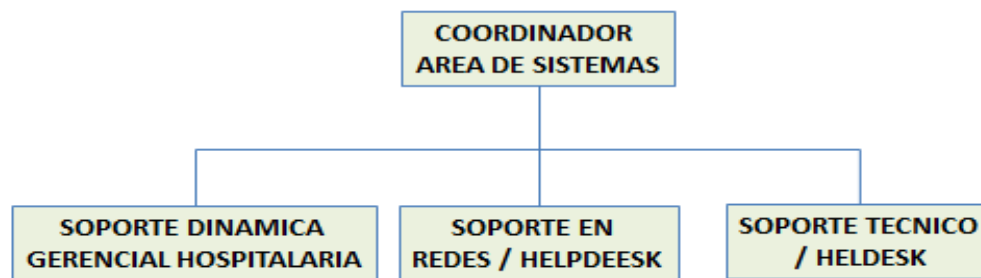 COORDINADOR
AREA DE SISTEMAS
SOPORTE DINAMICA
GERENCIAL HOSPITALARIA
SOPORTE EN
REDES / HELPDEESK
SOPORTE TECNICO
/ HELDESK